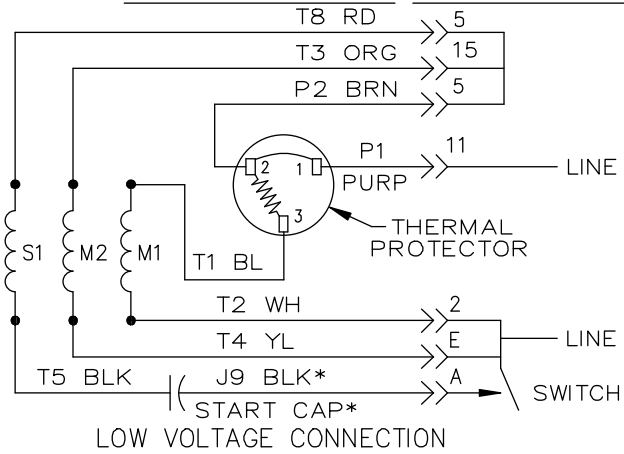 T8 RD 5
T3 ORG 15
P2 BRN 5
2 1 P1 11 LINE
PURP
3
THERMAL
PROTECTOR
S1 M2 M1
T1 BL
T2 WH 2
LINE
T4 YL E
T5 BLK J9 BLK* A SWITCH
START CAP*
LOW VOLTAGE CONNECTION